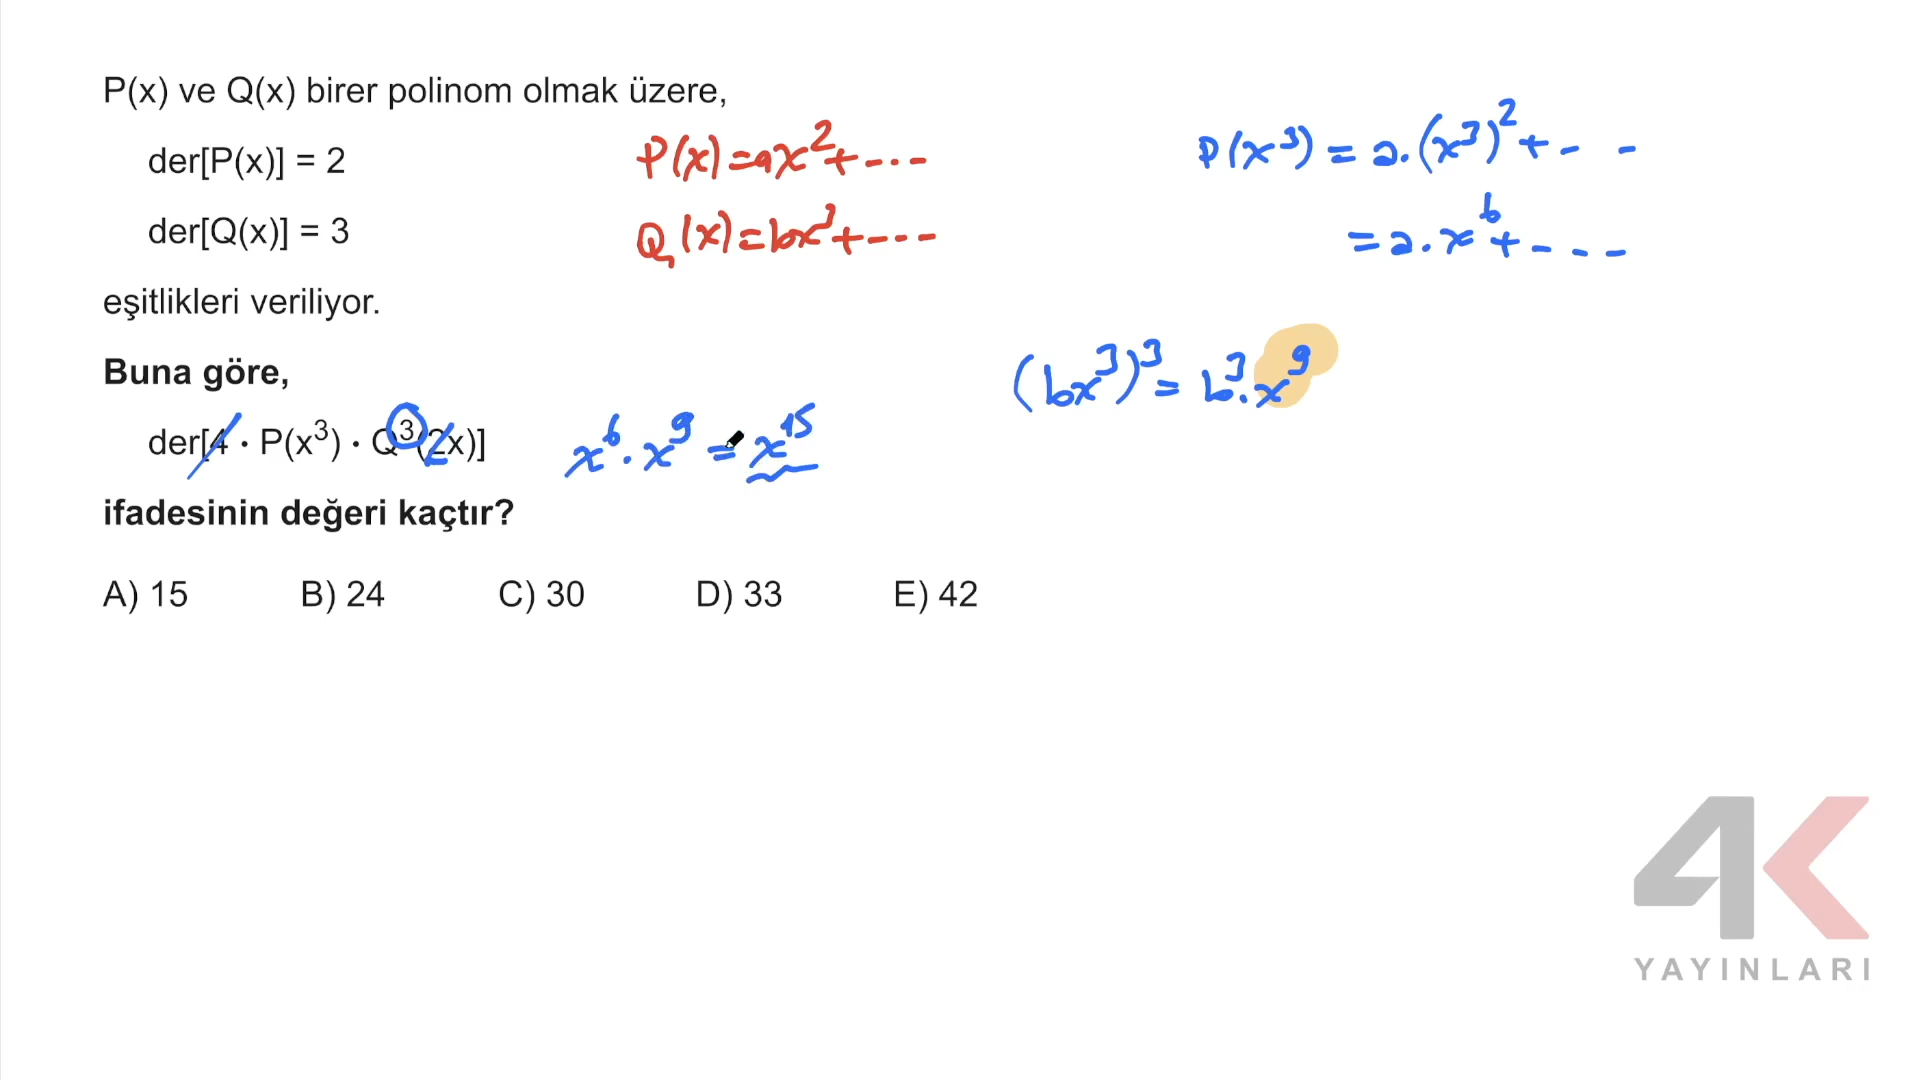 P(x) ve Q(x) birer polinom olmak üzere,
der[P(x)] = 2
der[Q(x)] = 3
eşitlikleri veriliyor.
Buna göre,
der[4 · P(x³) · Q³(2x)]
ifadesinin değeri kaçtır?
A) 15 B) 24 C) 30 D) 33 E) 42
P(x)=ax²+---
Q(x)=bx³+---
P(x³) = a.(x³)²+- -
= a.x⁶+---
(bx³)³ = b³.x⁹
x⁶.x⁹ = x¹⁵
4K
YAYINLARI